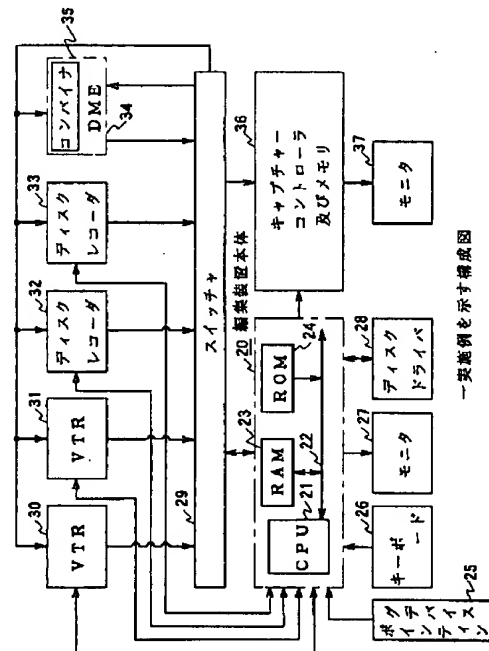 30
VTR
31
VTR
32
ディスク
レコーダ
33
ディスク
レコーダ
35
コンバイナ
DME
34
29
スイッチャ
編集装置本体
20
23
RAM
24
ROM
22
21
CPU
36
キャプチャー
コントローラ
及びメモリ
37
モニタ
25
ポインティング
デバイス
26
キーボード
27
モニタ
28
ディスク
ドライバ
一実施例を示す構成図